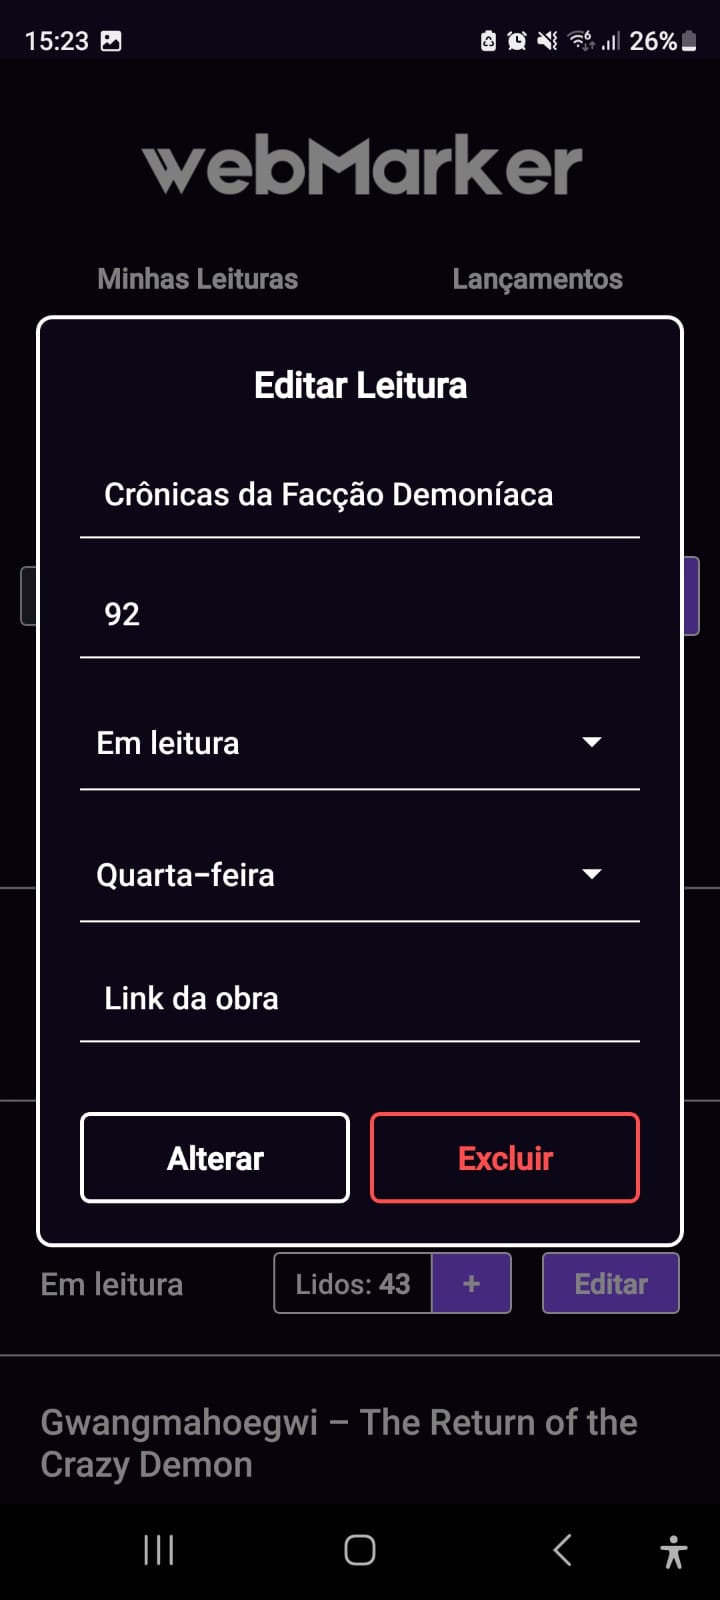 15:23
6
26%
webMarker
Minhas Leituras
Lançamentos
Editar Leitura
Crônicas da Facção Demoníaca
92
Em leitura
Quarta-feira
Link da obra
Alterar
Excluir
Em leitura
Lidos: 43
+
Editar
Gwangmahoegwi – The Return of the
Crazy Demon